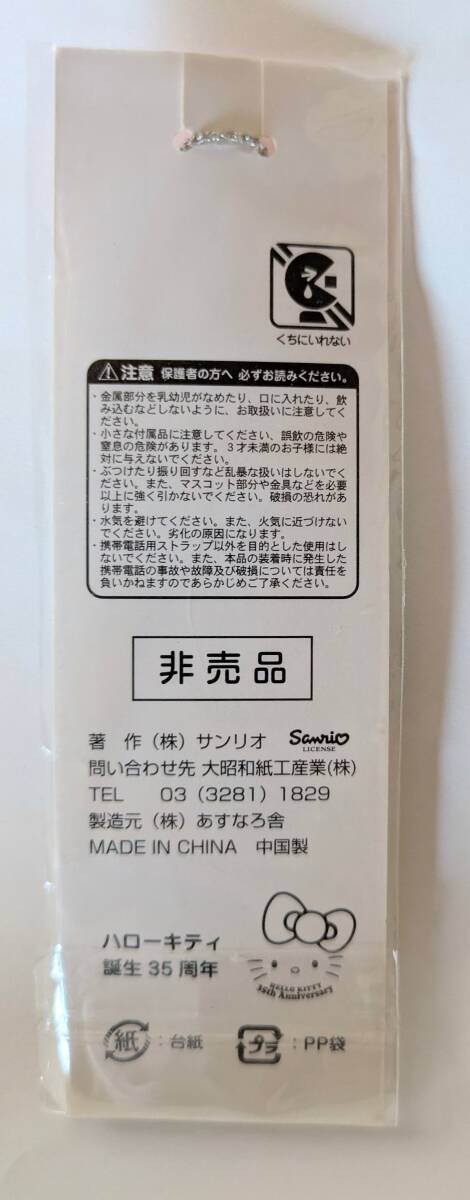 くちにいれない
注意 保護者の方へ 必ずお読みください。
・金属部分を乳幼児がなめたり、口に入れたり、飲
み込むなどしないように、お取扱いに注意してく
ださい。
・小さな付属品に注意してください、誤飲の危険や
窒息の危険があります。3才未満のお子様には絶
対に与えないでください。
・ぶつけたり振り回すなど乱暴な扱いはしないでく
ださい。また、マスコット部分や金具などを必要
以上に強く引かないでください。破損の恐れがあ
ります。
・水気を避けてください。また、火気に近づけない
でください。劣化の原因になります。
・携帯電話用ストラップ以外を目的とした使用はし
ないでください。また、本品の装着時に発生した
携帯電話の事故や故障及び破損については責任を
負いかねますのであらかじめご了承ください。
非売品
著 作(株)サンリオ Sanrio
LICENSE
問い合わせ先 大昭和紙工産業(株)
TEL 03(3281)1829
製造元(株)あすなろ舎
MADE IN CHINA 中国製
ハローキティ
誕生35周年
HELLO KITTY
35th Anniversary
紙:台紙 プラ:PP袋